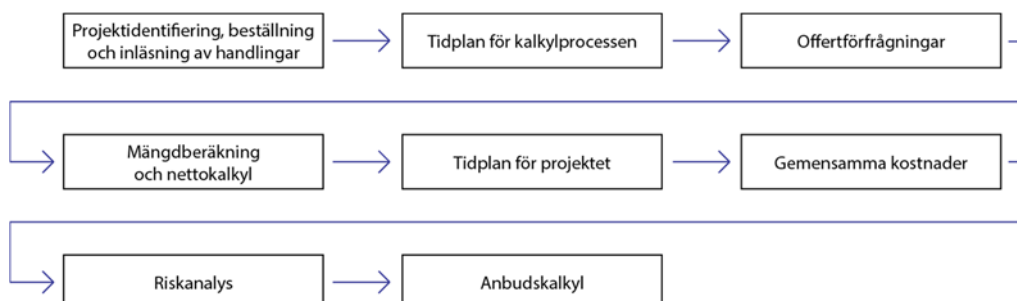 Projektidentifiering, beställning
och inläsning av handlingar
Tidplan för kalkylprocessen
Offertförfrågningar
Mängdberäkning
och nettokalkyl
Tidplan för projektet
Gemensamma kostnader
Riskanalys
Anbudskalkyl